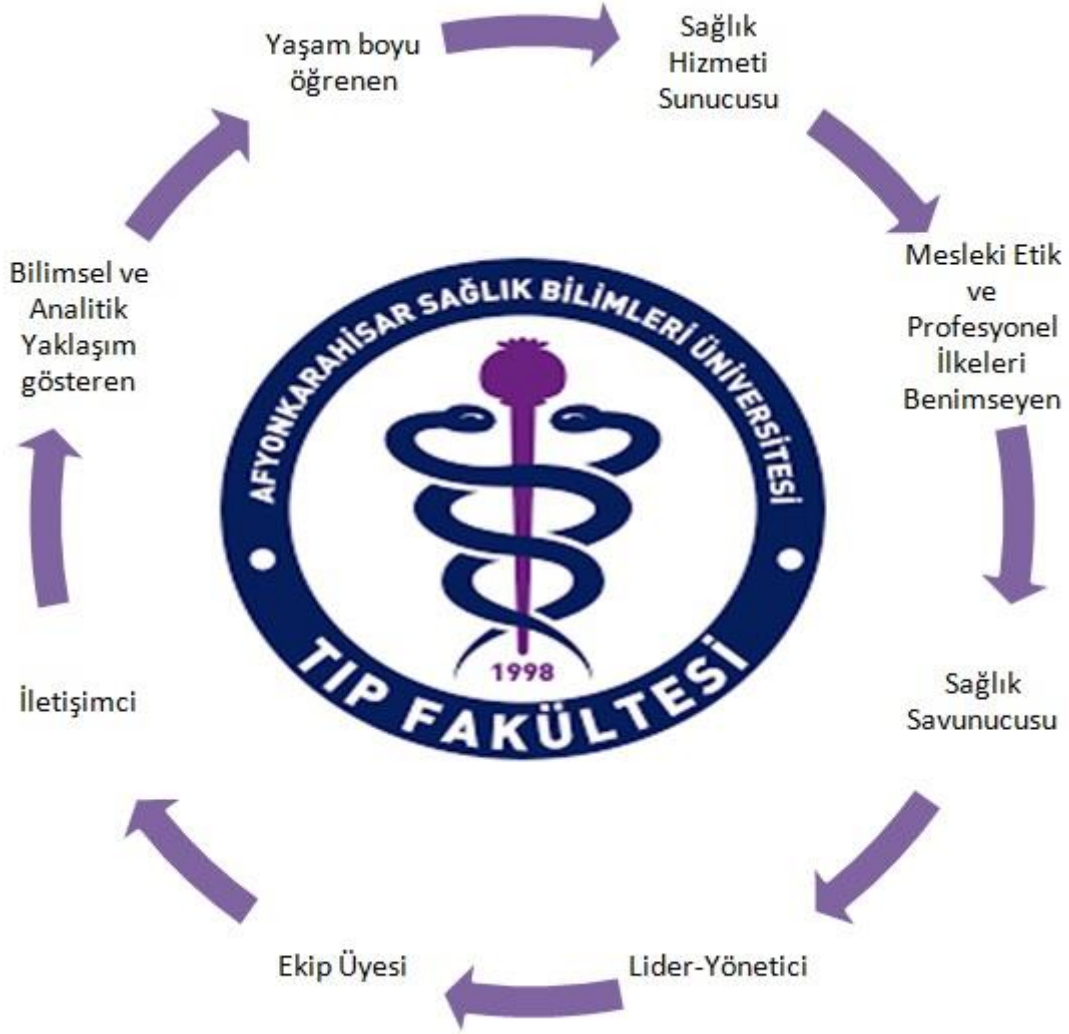 Yaşam boyu
öğrenen
Sağlık
Hizmeti
Sunucusu
Mesleki Etik
ve
Profesyonel
İlkeleri
Benimseyen
Sağlık
Savunucusu
Lider-Yönetici
Ekip Üyesi
İletişimci
Bilimsel ve
Analitik
Yaklaşım
gösteren
AFYONKARAHİSAR SAĞLIK BİLİMLERİ ÜNİVERSİTESİ
1998
TIP FAKÜLTESİ